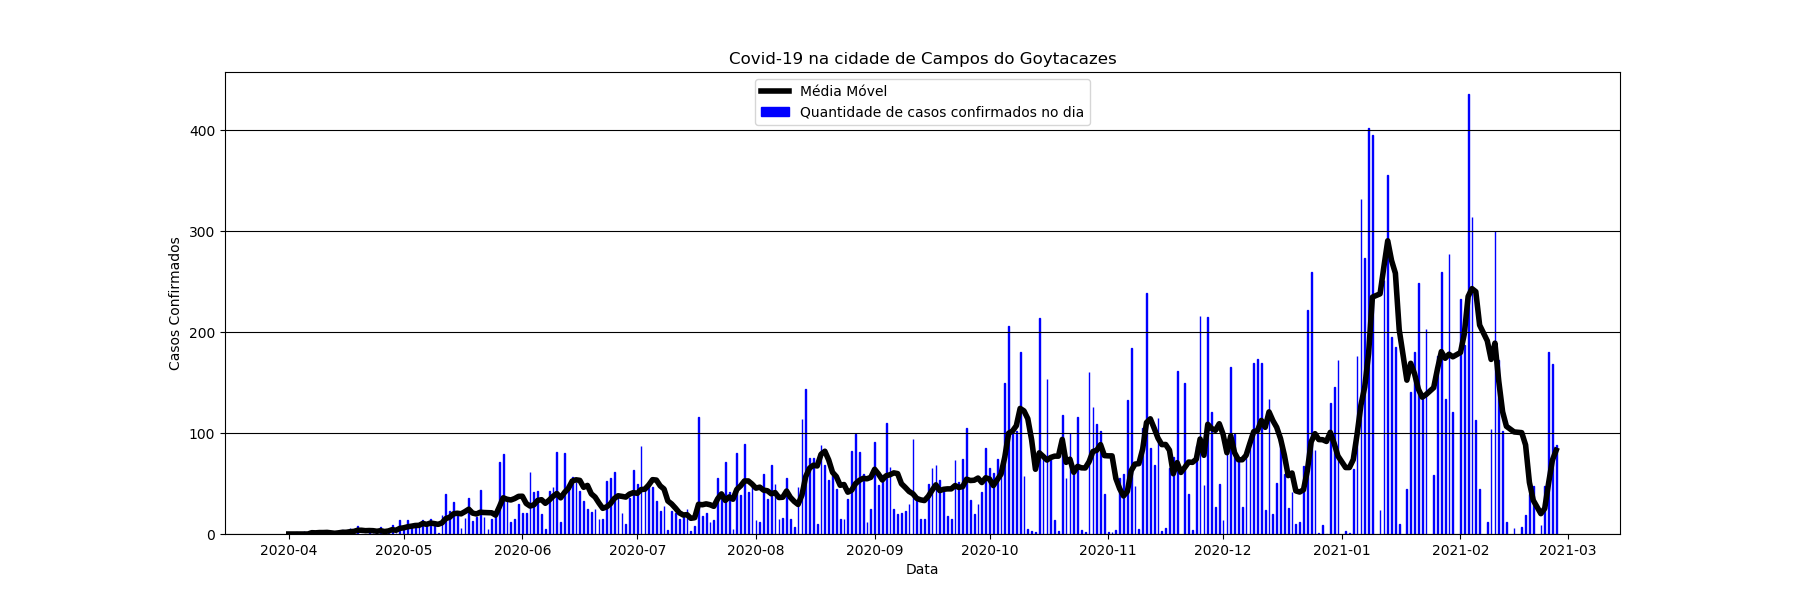 Covid-19 na cidade de Campos do Goytacazes
Média Móvel
Quantidade de casos confirmados no dia
Casos Confirmados
400
300
200
100
0
2020-04 2020-05 2020-06 2020-07 2020-08 2020-09 2020-10 2020-11 2020-12 2021-01 2021-02 2021-03
Data